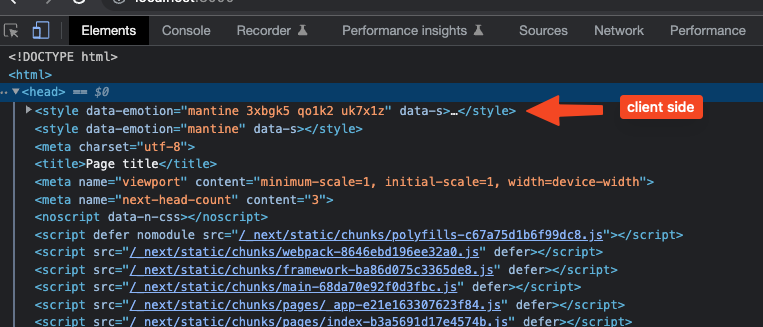 Elements Console Recorder Performance insights Sources Network Performance
<!DOCTYPE html>
<html>
<head> == $0
<style data-emotion="mantine 3xbgk5 qo1k2 uk7x1z" data-s>…</style>
client side
<style data-emotion="mantine" data-s></style>
<meta charset="utf-8">
<title>Page title</title>
<meta name="viewport" content="minimum-scale=1, initial-scale=1, width=device-width">
<meta name="next-head-count" content="3">
<noscript data-n-css></noscript>
<script defer nomodule src="/_next/static/chunks/polyfills-c67a75d1b6f99dc8.js"></script>
<script src="/_next/static/chunks/webpack-8646ebd196ee32a0.js" defer></script>
<script src="/_next/static/chunks/framework-ba86d075c3365de8.js" defer></script>
<script src="/_next/static/chunks/main-68da70e92f0d3fbc.js" defer></script>
<script src="/_next/static/chunks/pages/_app-e21e163307623f84.js" defer></script>
<script src="/_next/static/chunks/pages/index-b3a5691d17e4574b.js" defer></script>